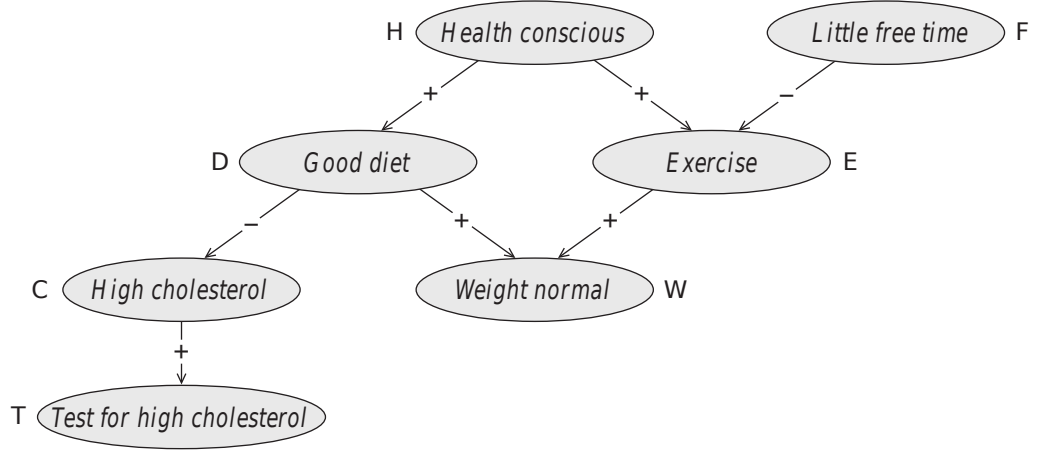 H Health conscious Little free time F
+ + −
D Good diet Exercise E
− + +
C High cholesterol Weight normal W
+
T Test for high cholesterol